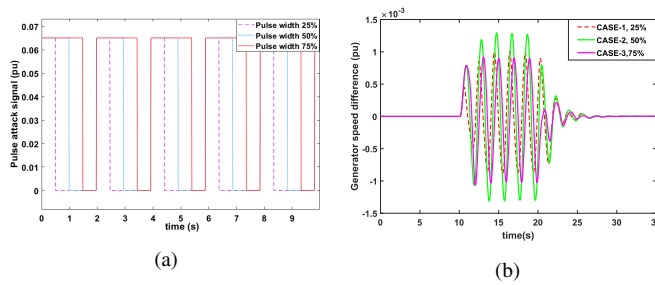 0.07
0.06
0.05
0.04
0.03
0.02
0.01
0
Pulse attack signal (pu)
Pulse width 25%
Pulse width 50%
Pulse width 75%
0 1 2 3 4 5 6 7 8 9
time (s)
(a)
×10⁻³
1.5
1
0.5
0
-0.5
-1
-1.5
Generator speed difference (pu)
CASE-1, 25%
CASE-2, 50%
CASE-3,75%
0 5 10 15 20 25 30
time(s)
(b)